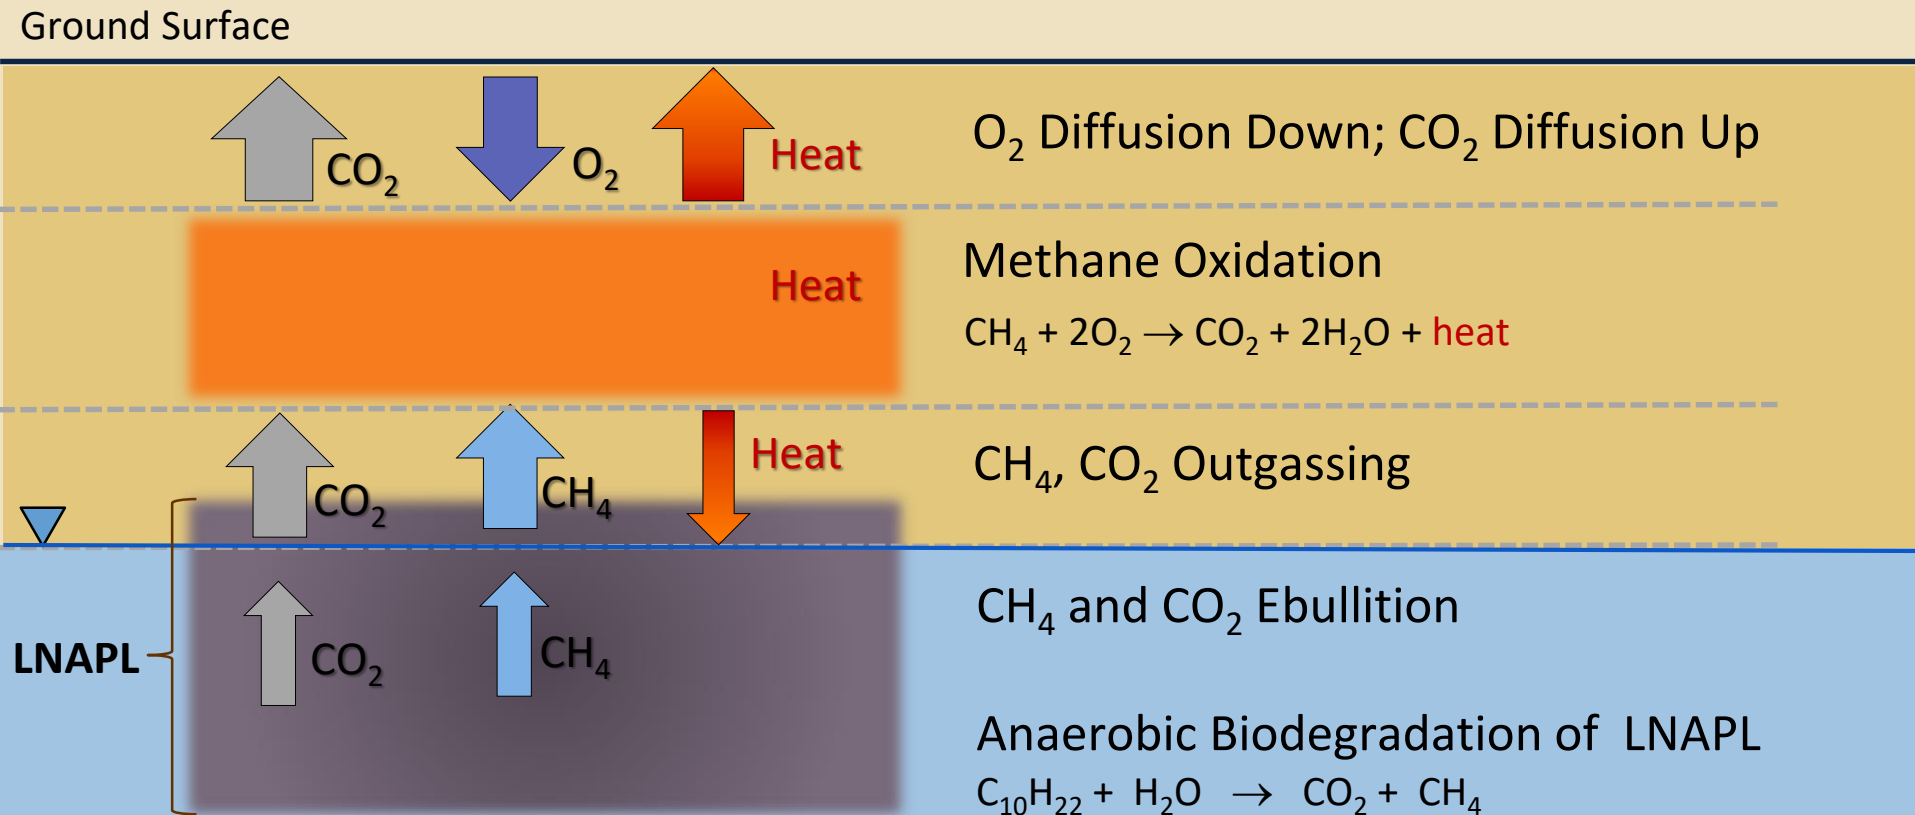 Ground Surface
CO₂
O₂
Heat
O₂ Diffusion Down; CO₂ Diffusion Up
Heat
Methane Oxidation
CH₄ + 2O₂ → CO₂ + 2H₂O + heat
CO₂
CH₄
Heat
CH₄, CO₂ Outgassing
LNAPL
CO₂
CH₄
CH₄ and CO₂ Ebullition
Anaerobic Biodegradation of LNAPL
C₁₀H₂₂ + H₂O → CO₂ + CH₄